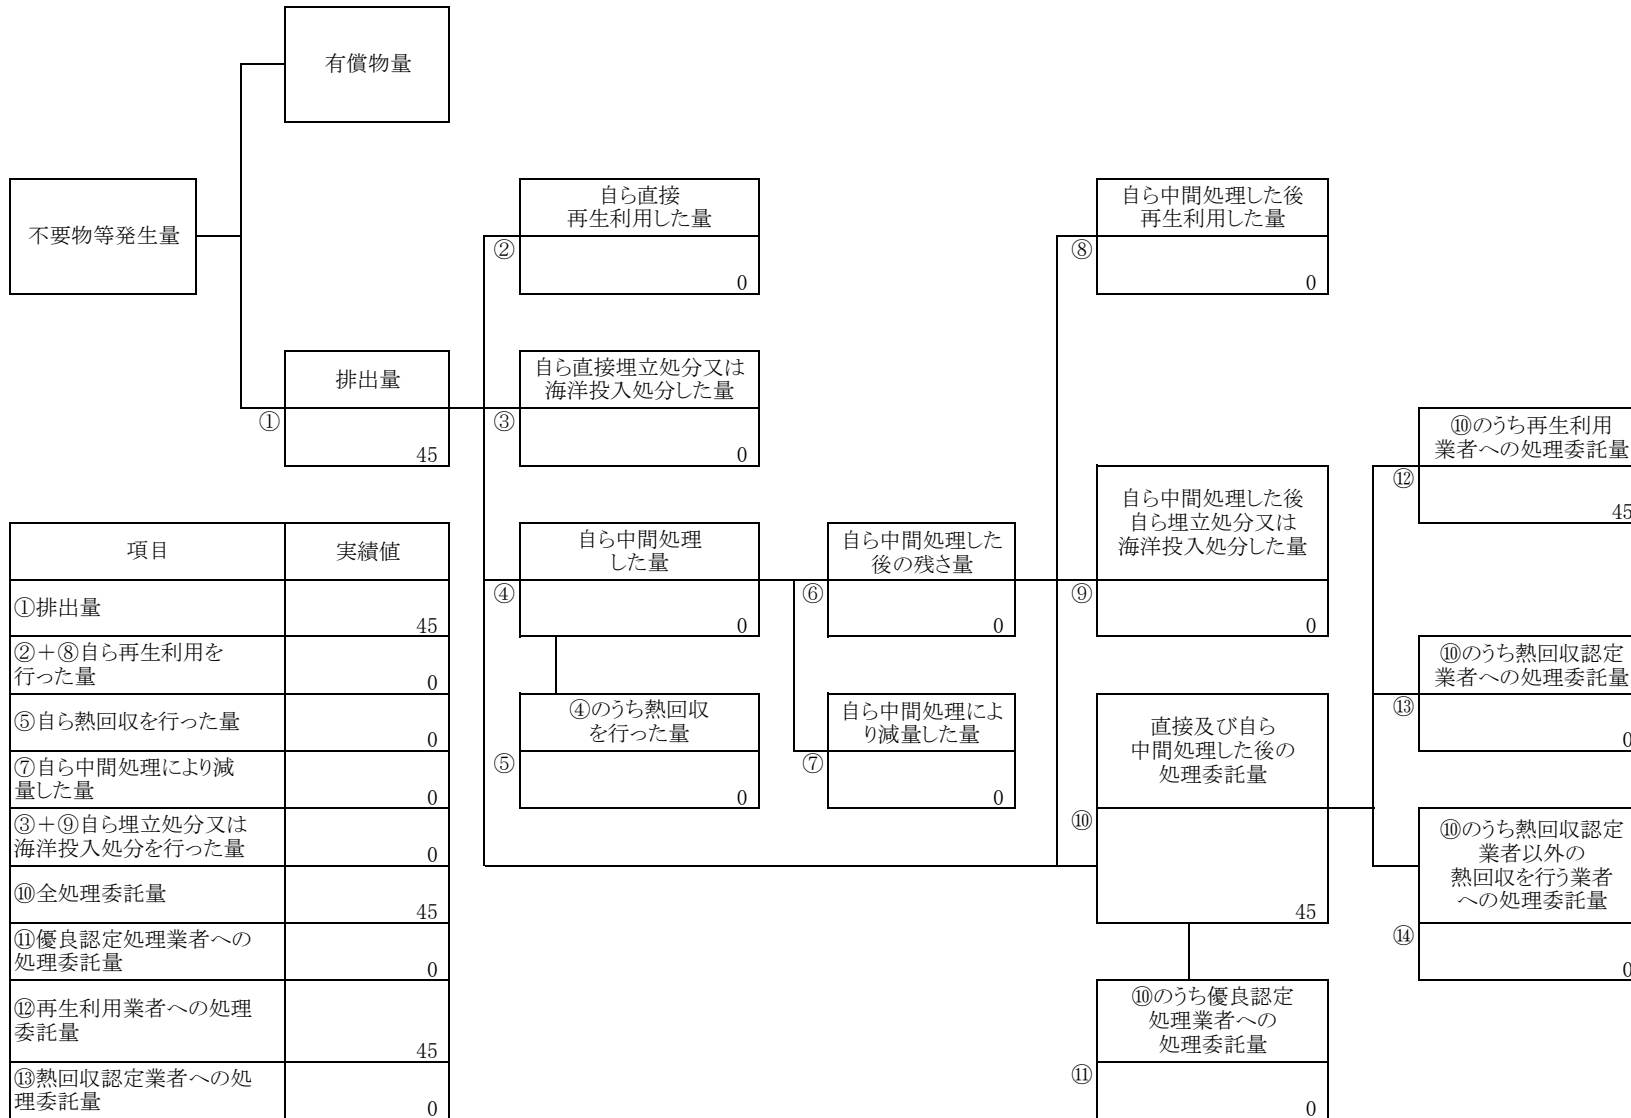 有償物量
不要物等発生量
自ら直接
再生利用した量
②
0
自ら中間処理した後
再生利用した量
⑧
0
排出量
①
45
自ら直接埋立処分又は
海洋投入処分した量
③
0
⑩のうち再生利用
業者への処理委託量
⑫
45
自ら中間処理した後
自ら埋立処分又は
海洋投入処分した量
⑨
0
自ら中間処理
した量
④
0
自ら中間処理した
後の残さ量
⑥
0
⑩のうち熱回収認定
業者への処理委託量
⑬
0
④のうち熱回収
を行った量
⑤
0
自ら中間処理によ
り減量した量
⑦
0
直接及び自ら
中間処理した後の
処理委託量
⑩
45
⑩のうち熱回収認定
業者以外の
熱回収を行う業者
への処理委託量
⑭
0
⑩のうち優良認定
処理業者への
処理委託量
⑪
0
項目 実績値
①排出量
45
②＋⑧自ら再生利用を
行った量
0
⑤自ら熱回収を行った量
0
⑦自ら中間処理により減
量した量
0
③＋⑨自ら埋立処分又は
海洋投入処分を行った量
0
⑩全処理委託量
45
⑪優良認定処理業者への
処理委託量
0
⑫再生利用業者への処理
委託量
45
⑬熱回収認定業者への処
理委託量
0